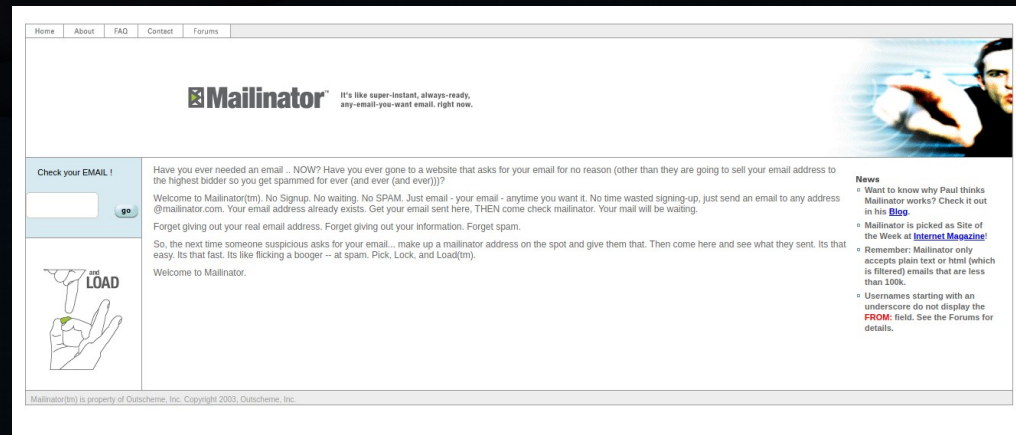 Home About FAQ Contact Forums
Mailinator™
It's like super-instant, always-ready,
any-email-you-want email. right now.
Check your EMAIL !
go
and
LOAD
Have you ever needed an email .. NOW? Have you ever gone to a website that asks for your email for no reason (other than they are going to sell your email address to
the highest bidder so you get spammed for ever (and ever (and ever)))?
Welcome to Mailinator(tm). No Signup. No waiting. No SPAM. Just email - your email - anytime you want it. No time wasted signing-up, just send an email to any address
@mailinator.com. Your email address already exists. Get your email sent here, THEN come check mailinator. Your mail will be waiting.
Forget giving out your real email address. Forget giving out your information. Forget spam.
So, the next time someone suspicious asks for your email... make up a mailinator address on the spot and give them that. Then come here and see what they sent. Its that
easy. Its that fast. Its like flicking a booger -- at spam. Pick, Lock, and Load(tm).
Welcome to Mailinator.
News
Want to know why Paul thinks
Mailinator works? Check it out
in his Blog.
Mailinator is picked as Site of
the Week at Internet Magazine!
Remember: Mailinator only
accepts plain text or html (which
is filtered) emails that are less
than 100k.
Usernames starting with an
underscore do not display the
FROM: field. See the Forums for
details.
Mailinator(tm) is property of Outscheme, Inc. Copyright 2003, Outscheme, Inc.